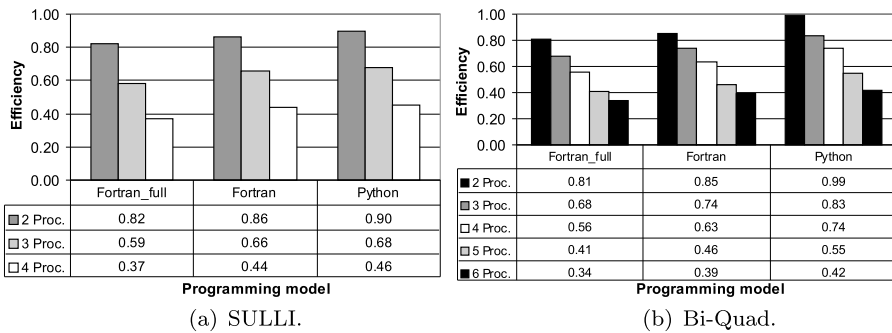 1.00
0.80
0.60
0.40
0.20
0.00
Efficiency
Fortran_full Fortran Python
2 Proc. 0.82 0.86 0.90
3 Proc. 0.59 0.66 0.68
4 Proc. 0.37 0.44 0.46
Programming model
(a) SULLI.
1.00
0.80
0.60
0.40
0.20
0.00
Efficiency
Fortran_full Fortran Python
2 Proc. 0.81 0.85 0.99
3 Proc. 0.68 0.74 0.83
4 Proc. 0.56 0.63 0.74
5 Proc. 0.41 0.46 0.55
6 Proc. 0.34 0.39 0.42
Programming model
(b) Bi-Quad.